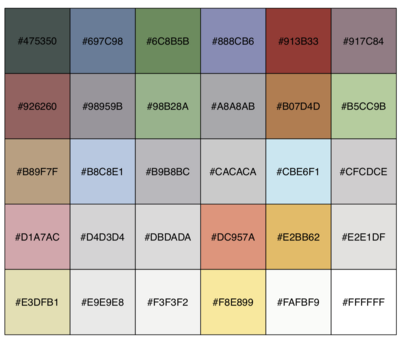 #475350 #697C98 #6C8B5B #888CB6 #913B33 #917C84
#926260 #98959B #98B28A #A8A8AB #B07D4D #B5CC9B
#B89F7F #B8C8E1 #B9B8BC #CACACA #CBE6F1 #CFCDCE
#D1A7AC #D4D3D4 #DBDADA #DC957A #E2BB62 #E2E1DF
#E3DFB1 #E9E9E8 #F3F3F2 #F8E899 #FAFBF9 #FFFFFF